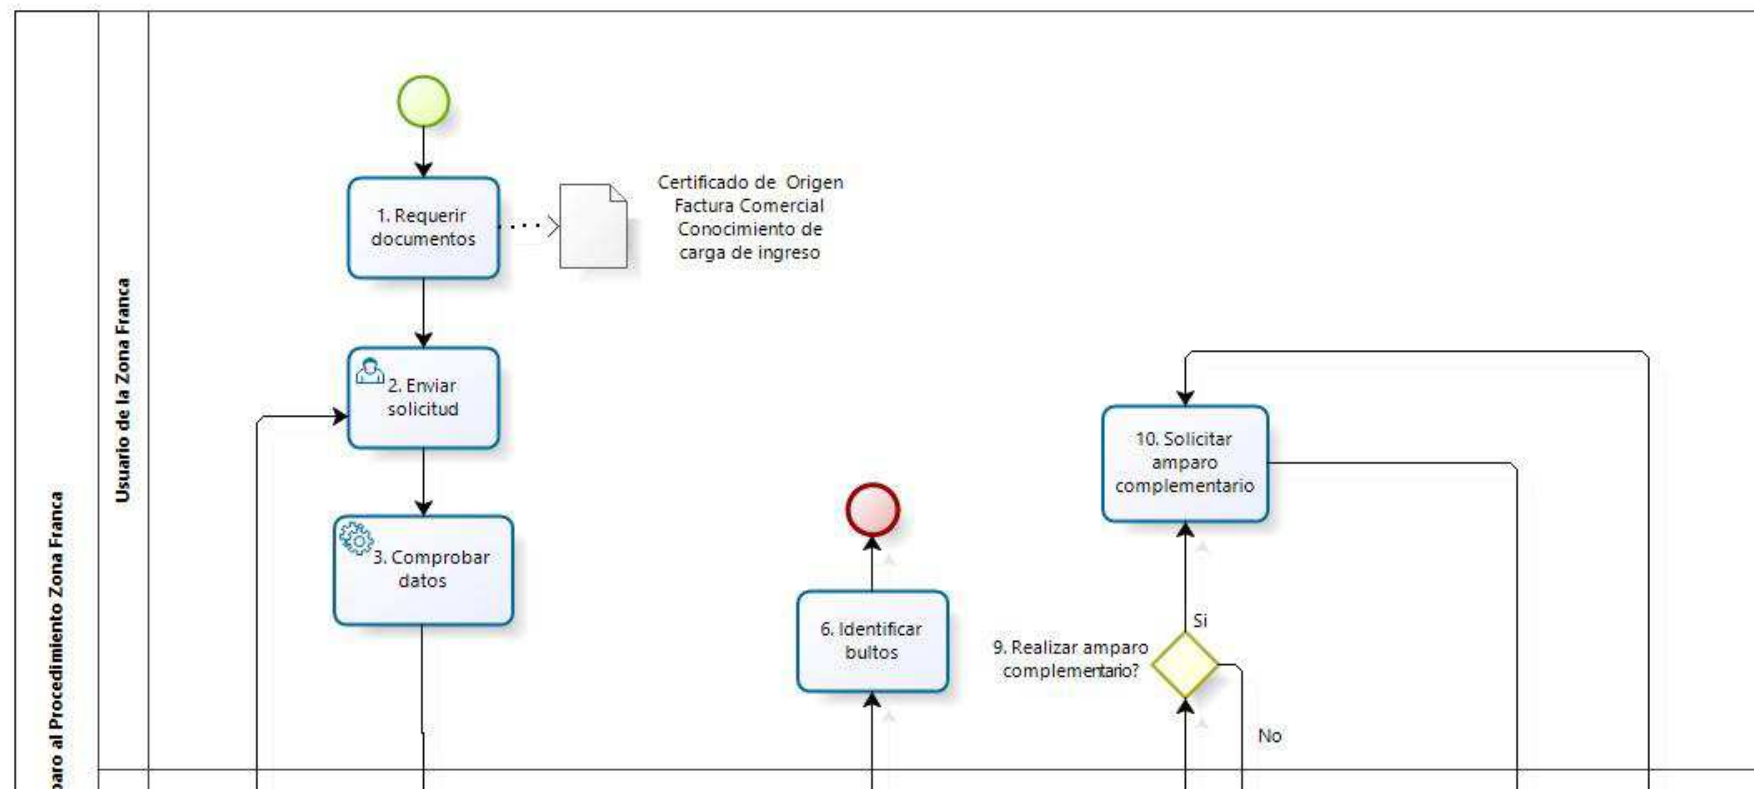 paro al Procedimiento Zona Franca
Usuario de la Zona Franca
1. Requerir
documentos
Certificado de Origen
Factura Comercial
Conocimiento de
carga de ingreso
2. Enviar
solicitud
3. Comprobar
datos
6. Identificar
bultos
10. Solicitar
amparo
complementario
Si
9. Realizar amparo
complementario?
No